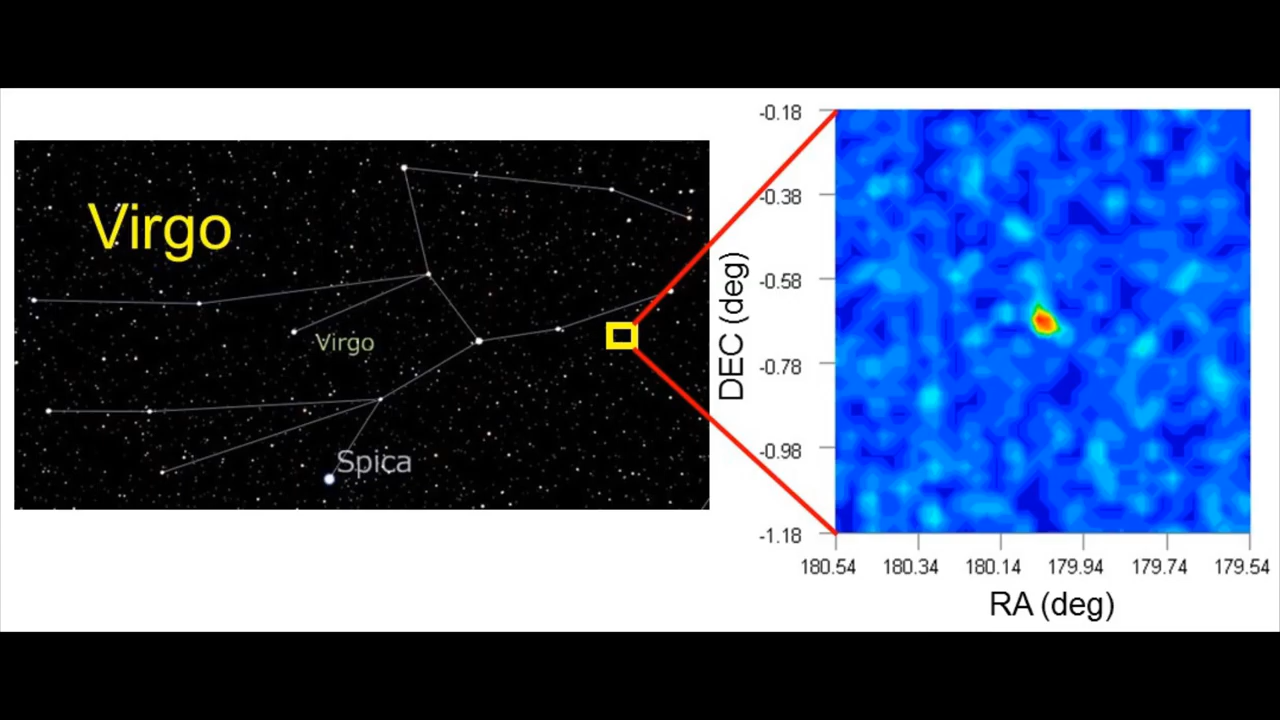 Virgo
Virgo
Spica
DEC (deg)
-0.18
-0.38
-0.58
-0.78
-0.98
-1.18
180.54 180.34 180.14 179.94 179.74 179.54
RA (deg)